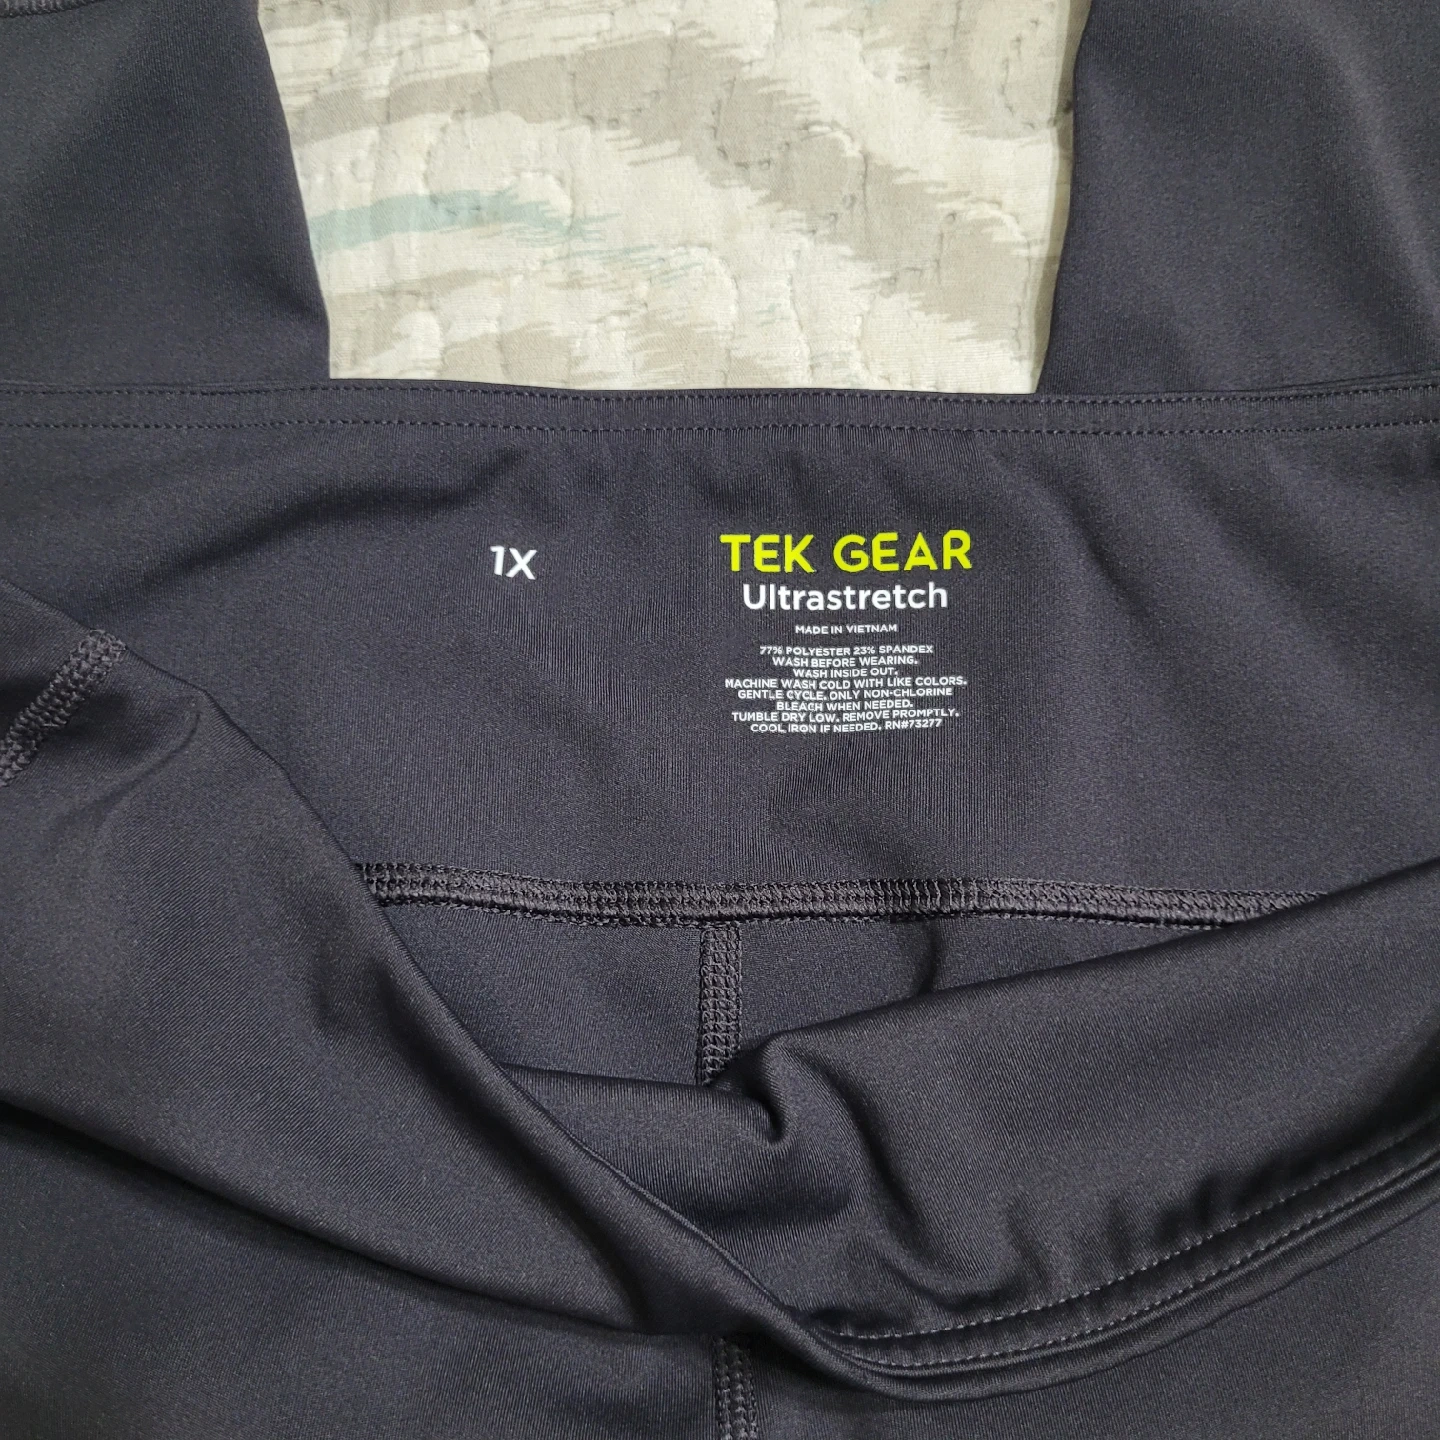 1X
TEK GEAR
Ultrastretch
MADE IN VIETNAM
77% POLYESTER 23% SPANDEX
WASH BEFORE WEARING.
WASH INSIDE OUT.
MACHINE WASH COLD WITH LIKE COLORS.
GENTLE CYCLE. ONLY NON-CHLORINE
BLEACH WHEN NEEDED.
TUMBLE DRY LOW. REMOVE PROMPTLY.
COOL IRON IF NEEDED. RN#73277